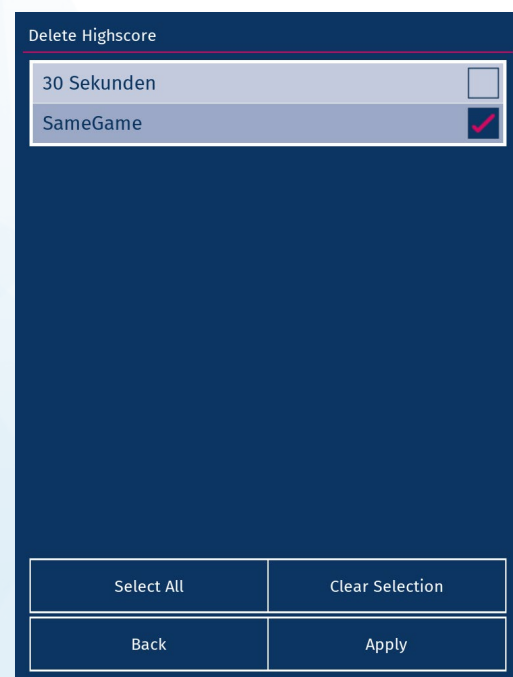 Delete Highscore
30 Sekunden
SameGame
Select All
Clear Selection
Back
Apply